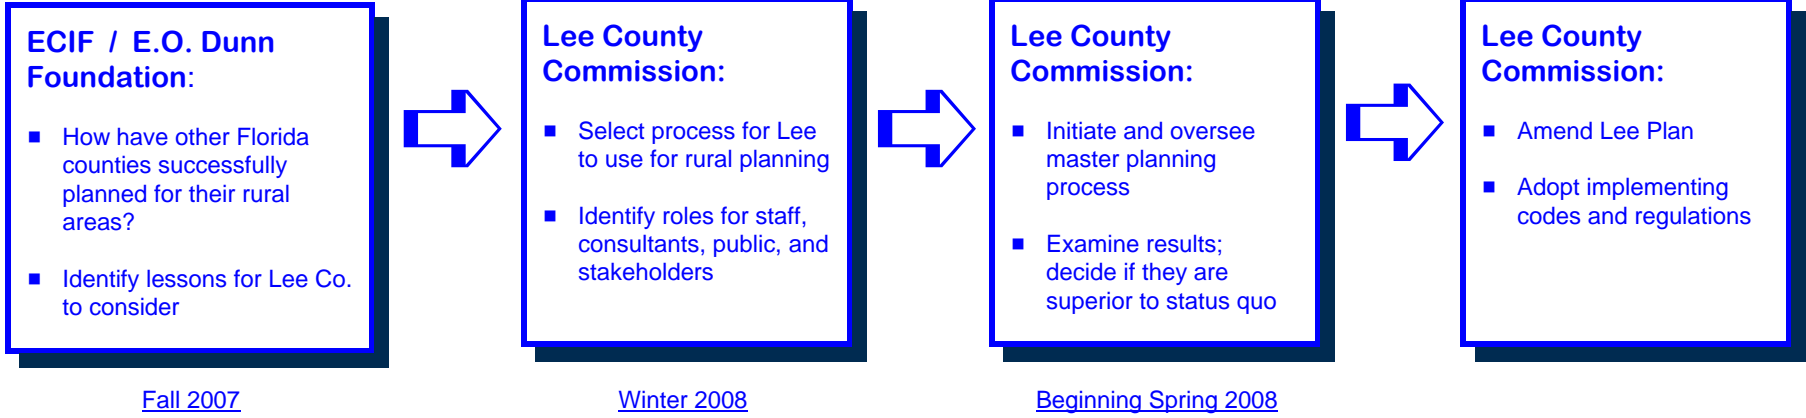 ECIF / E.O. Dunn
Foundation:
■ How have other Florida
counties successfully
planned for their rural
areas?
■ Identify lessons for Lee Co.
to consider
Fall 2007
Lee County
Commission:
■ Select process for Lee
to use for rural planning
■ Identify roles for staff,
consultants, public, and
stakeholders
Winter 2008
Lee County
Commission:
■ Initiate and oversee
master planning
process
■ Examine results;
decide if they are
superior to status quo
Beginning Spring 2008
Lee County
Commission:
■ Amend Lee Plan
■ Adopt implementing
codes and regulations